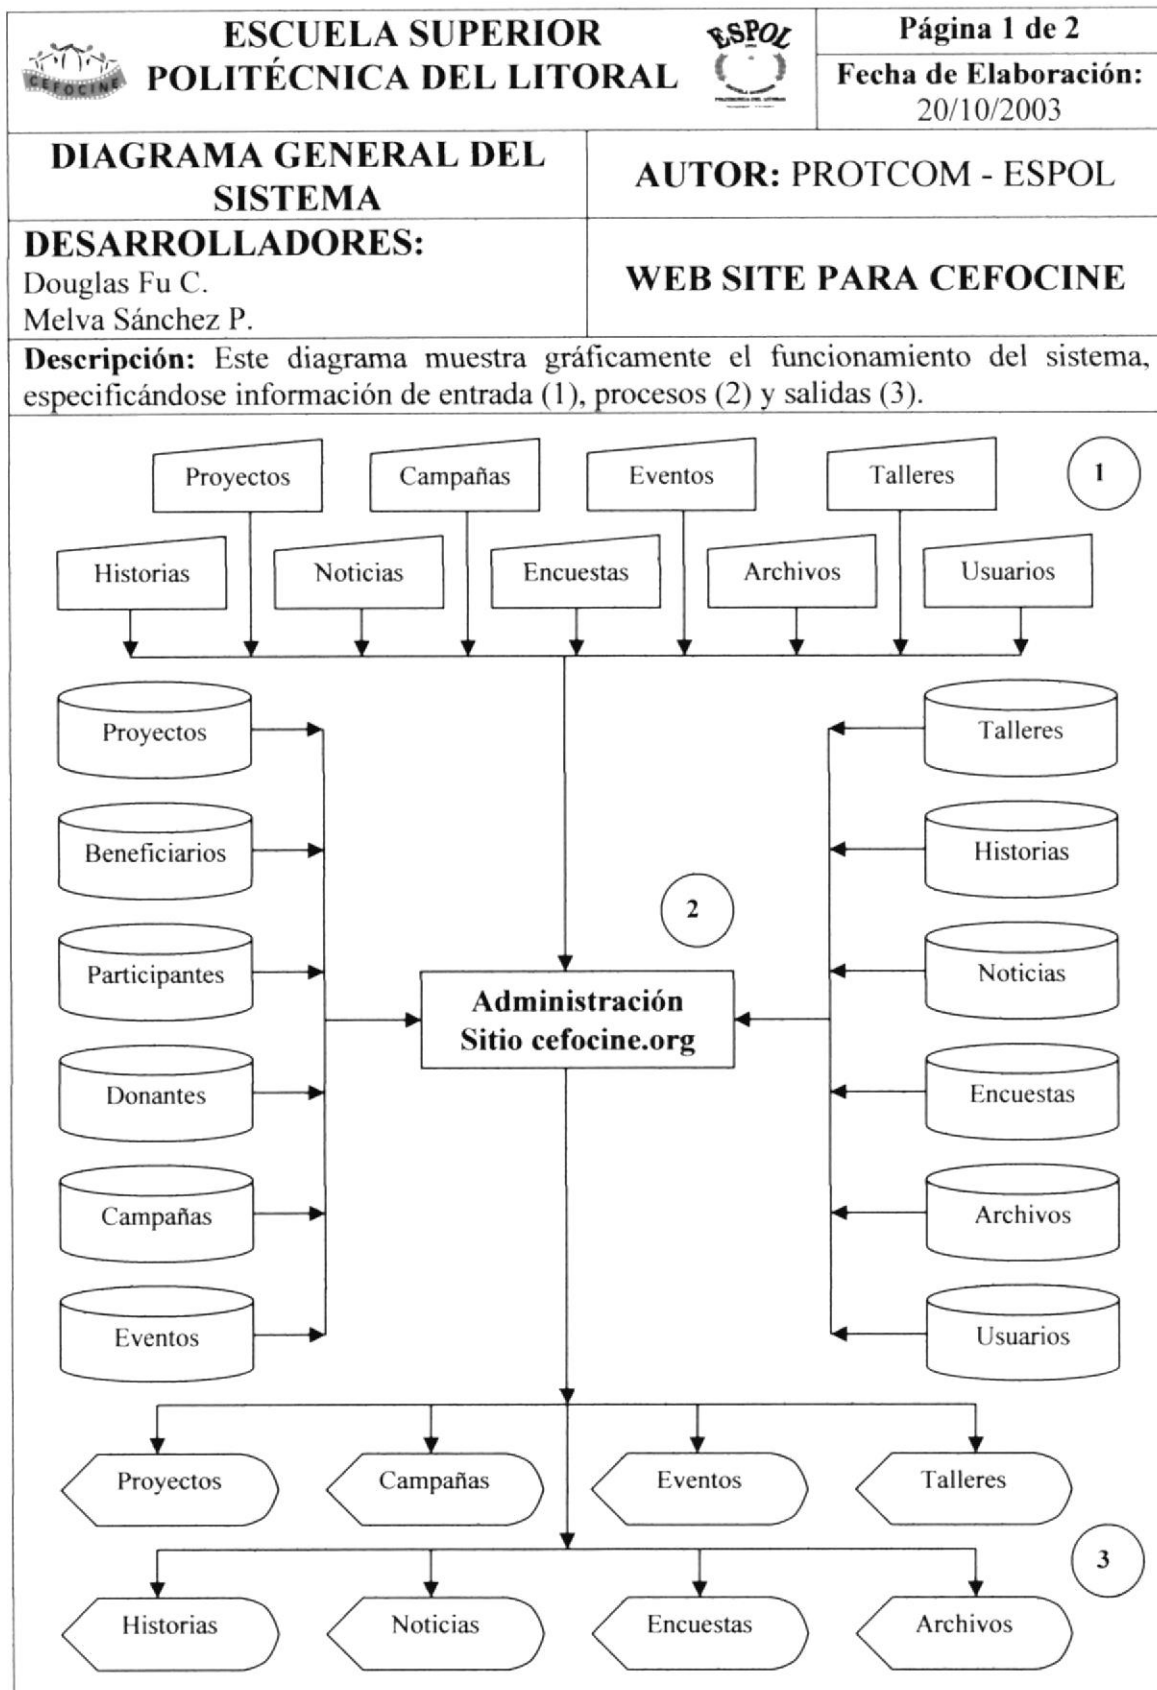 CEFOCINE
ESCUELA SUPERIOR
POLITÉCNICA DEL LITORAL
ESPOL
Página 1 de 2
Fecha de Elaboración:
20/10/2003
DIAGRAMA GENERAL DEL
SISTEMA
AUTOR: PROTCOM - ESPOL
DESARROLLADORES:
Douglas Fu C.
Melva Sánchez P.
WEB SITE PARA CEFOCINE
Descripción: Este diagrama muestra gráficamente el funcionamiento del sistema,
especificándose información de entrada (1), procesos (2) y salidas (3).
Proyectos
Campañas
Eventos
Talleres
1
Historias
Noticias
Encuestas
Archivos
Usuarios
Proyectos
Talleres
Beneficiarios
Historias
2
Participantes
Noticias
Administración
Sitio cefocine.org
Donantes
Encuestas
Campañas
Archivos
Eventos
Usuarios
Proyectos
Campañas
Eventos
Talleres
3
Historias
Noticias
Encuestas
Archivos